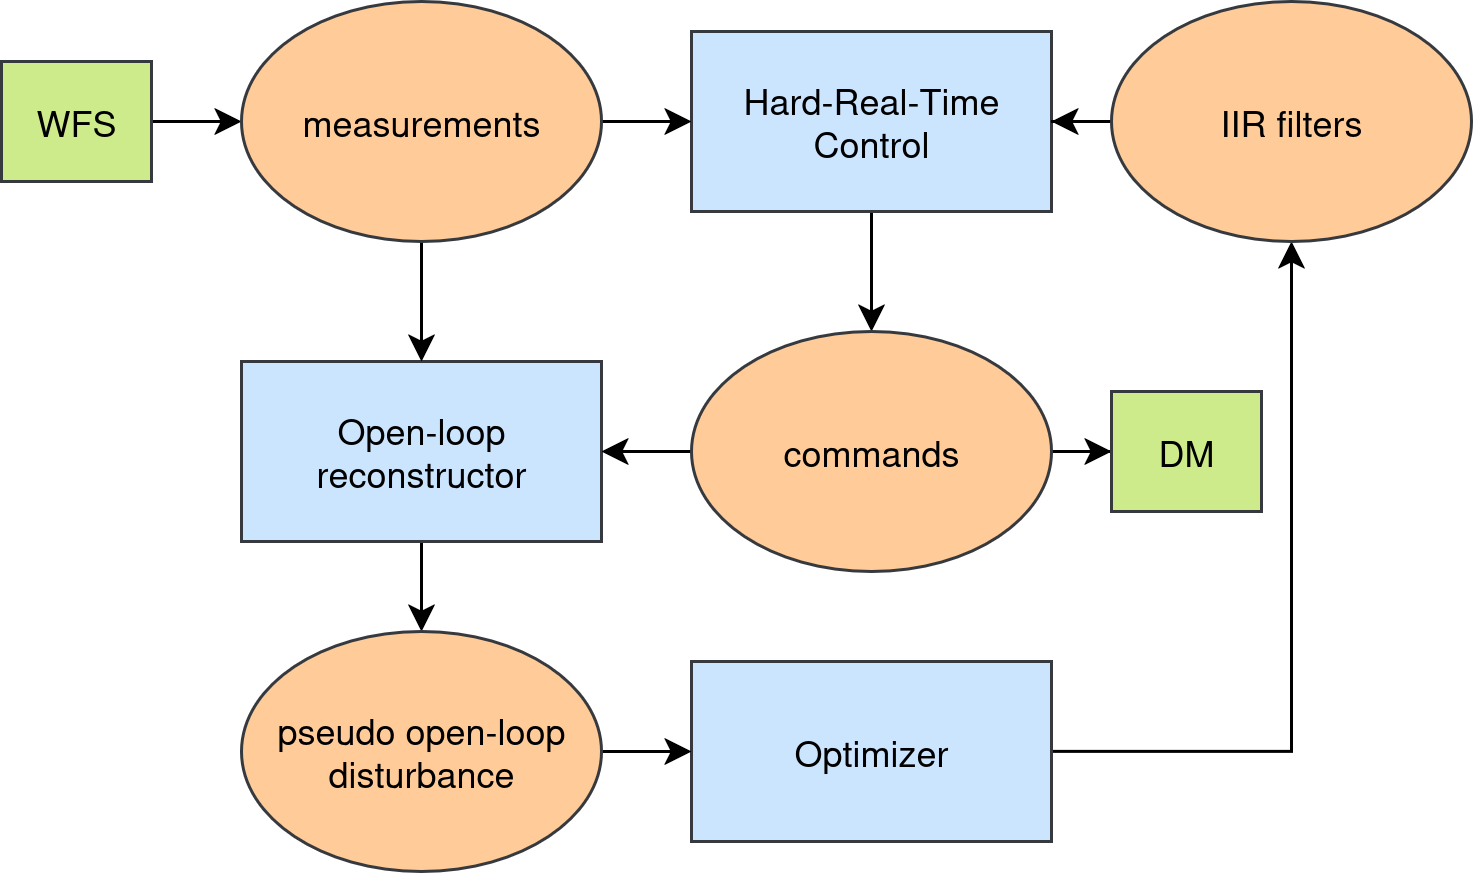 WFS
measurements
Hard-Real-Time
Control
IIR filters
Open-loop
reconstructor
commands
DM
pseudo open-loop
disturbance
Optimizer